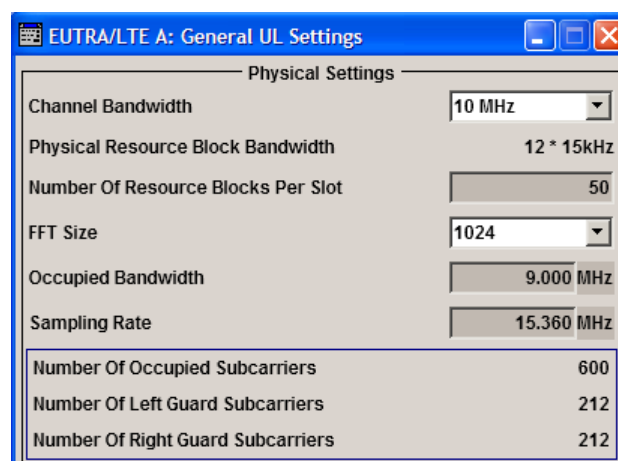 EUTRA/LTE A: General UL Settings
Physical Settings
Channel Bandwidth 10 MHz
Physical Resource Block Bandwidth 12 * 15kHz
Number Of Resource Blocks Per Slot 50
FFT Size 1024
Occupied Bandwidth 9.000 MHz
Sampling Rate 15.360 MHz
Number Of Occupied Subcarriers 600
Number Of Left Guard Subcarriers 212
Number Of Right Guard Subcarriers 212